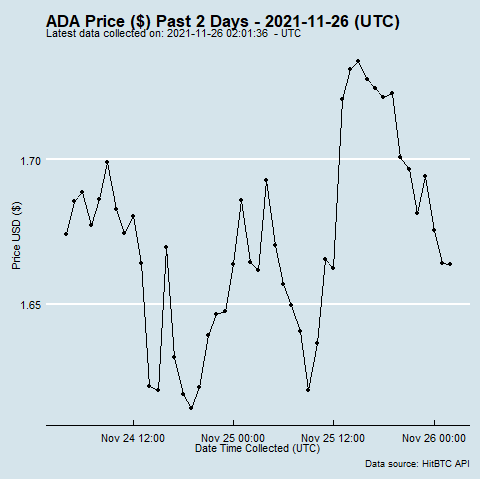 ADA Price ($) Past 2 Days - 2021-11-26 (UTC)
Latest data collected on: 2021-11-26 02:01:36 - UTC
1.70
Price USD ($)
1.65
Nov 24 12:00
Nov 25 00:00
Nov 25 12:00
Nov 26 00:00
Date Time Collected (UTC)
Data source: HitBTC API